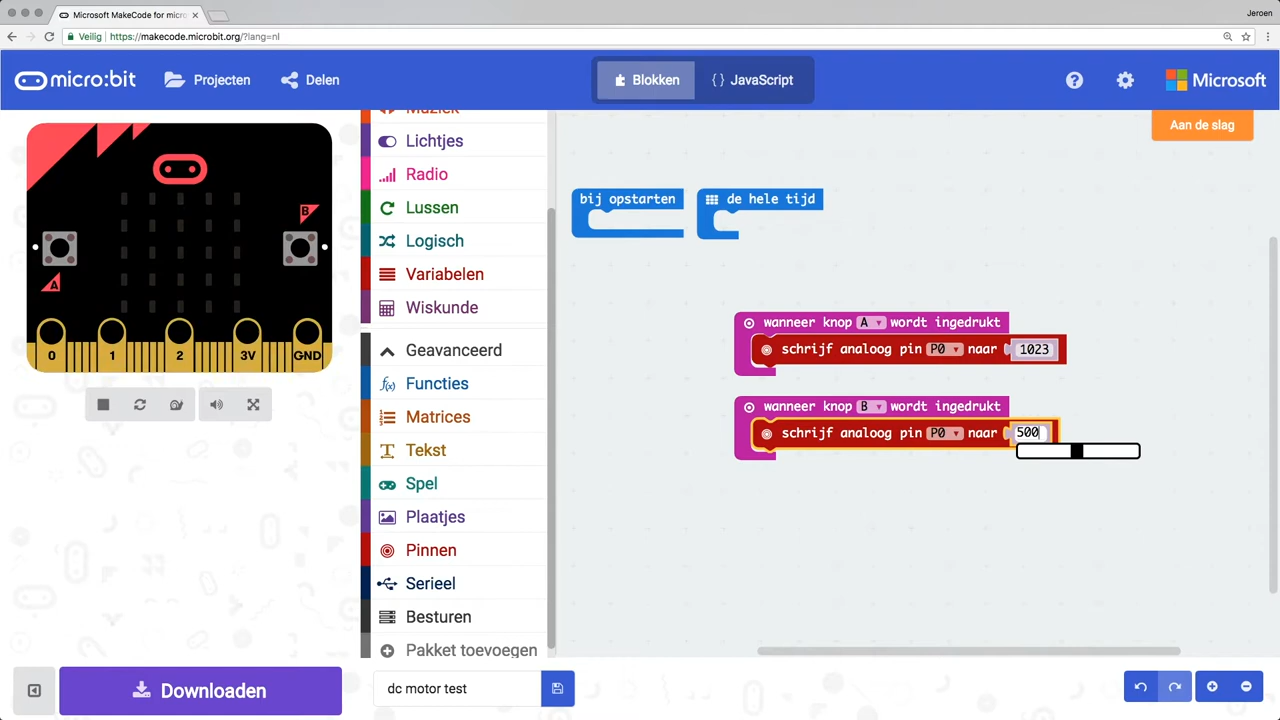 Microsoft MakeCode for micro:
Jeroen
Veilig https://makecode.microbit.org/?lang=nl
micro:bit
Projecten
Delen
Blokken
{} JavaScript
?
Microsoft
Aan de slag
Muziek
Lichtjes
Radio
Lussen
Logisch
Variabelen
Wiskunde
Geavanceerd
Functies
Matrices
Tekst
Spel
Plaatjes
Pinnen
Serieel
Besturen
Pakket toevoegen
B
A
0 1 2 3V GND
bij opstarten
de hele tijd
wanneer knop A wordt ingedrukt
schrijf analoog pin P0 naar 1023
wanneer knop B wordt ingedrukt
schrijf analoog pin P0 naar 500
Downloaden
dc motor test